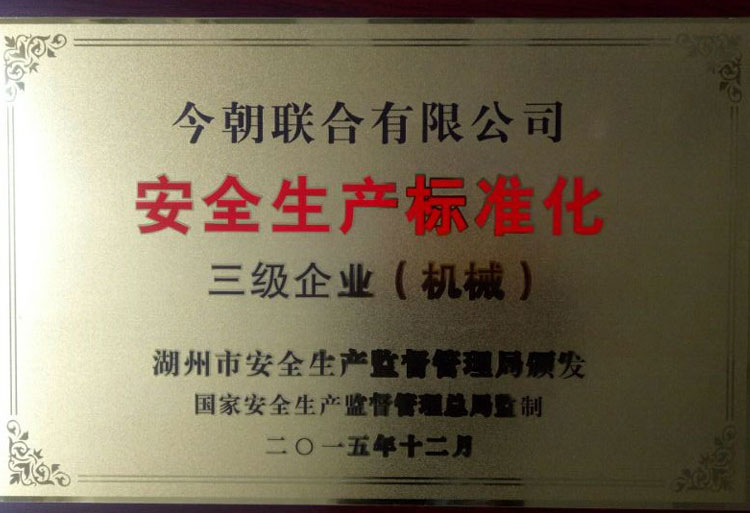 今朝联合有限公司
安全生产标准化
三级企业（机械）
湖州市安全生产监督管理局颁发
国家安全生产监督管理总局监制
二〇一五年十二月